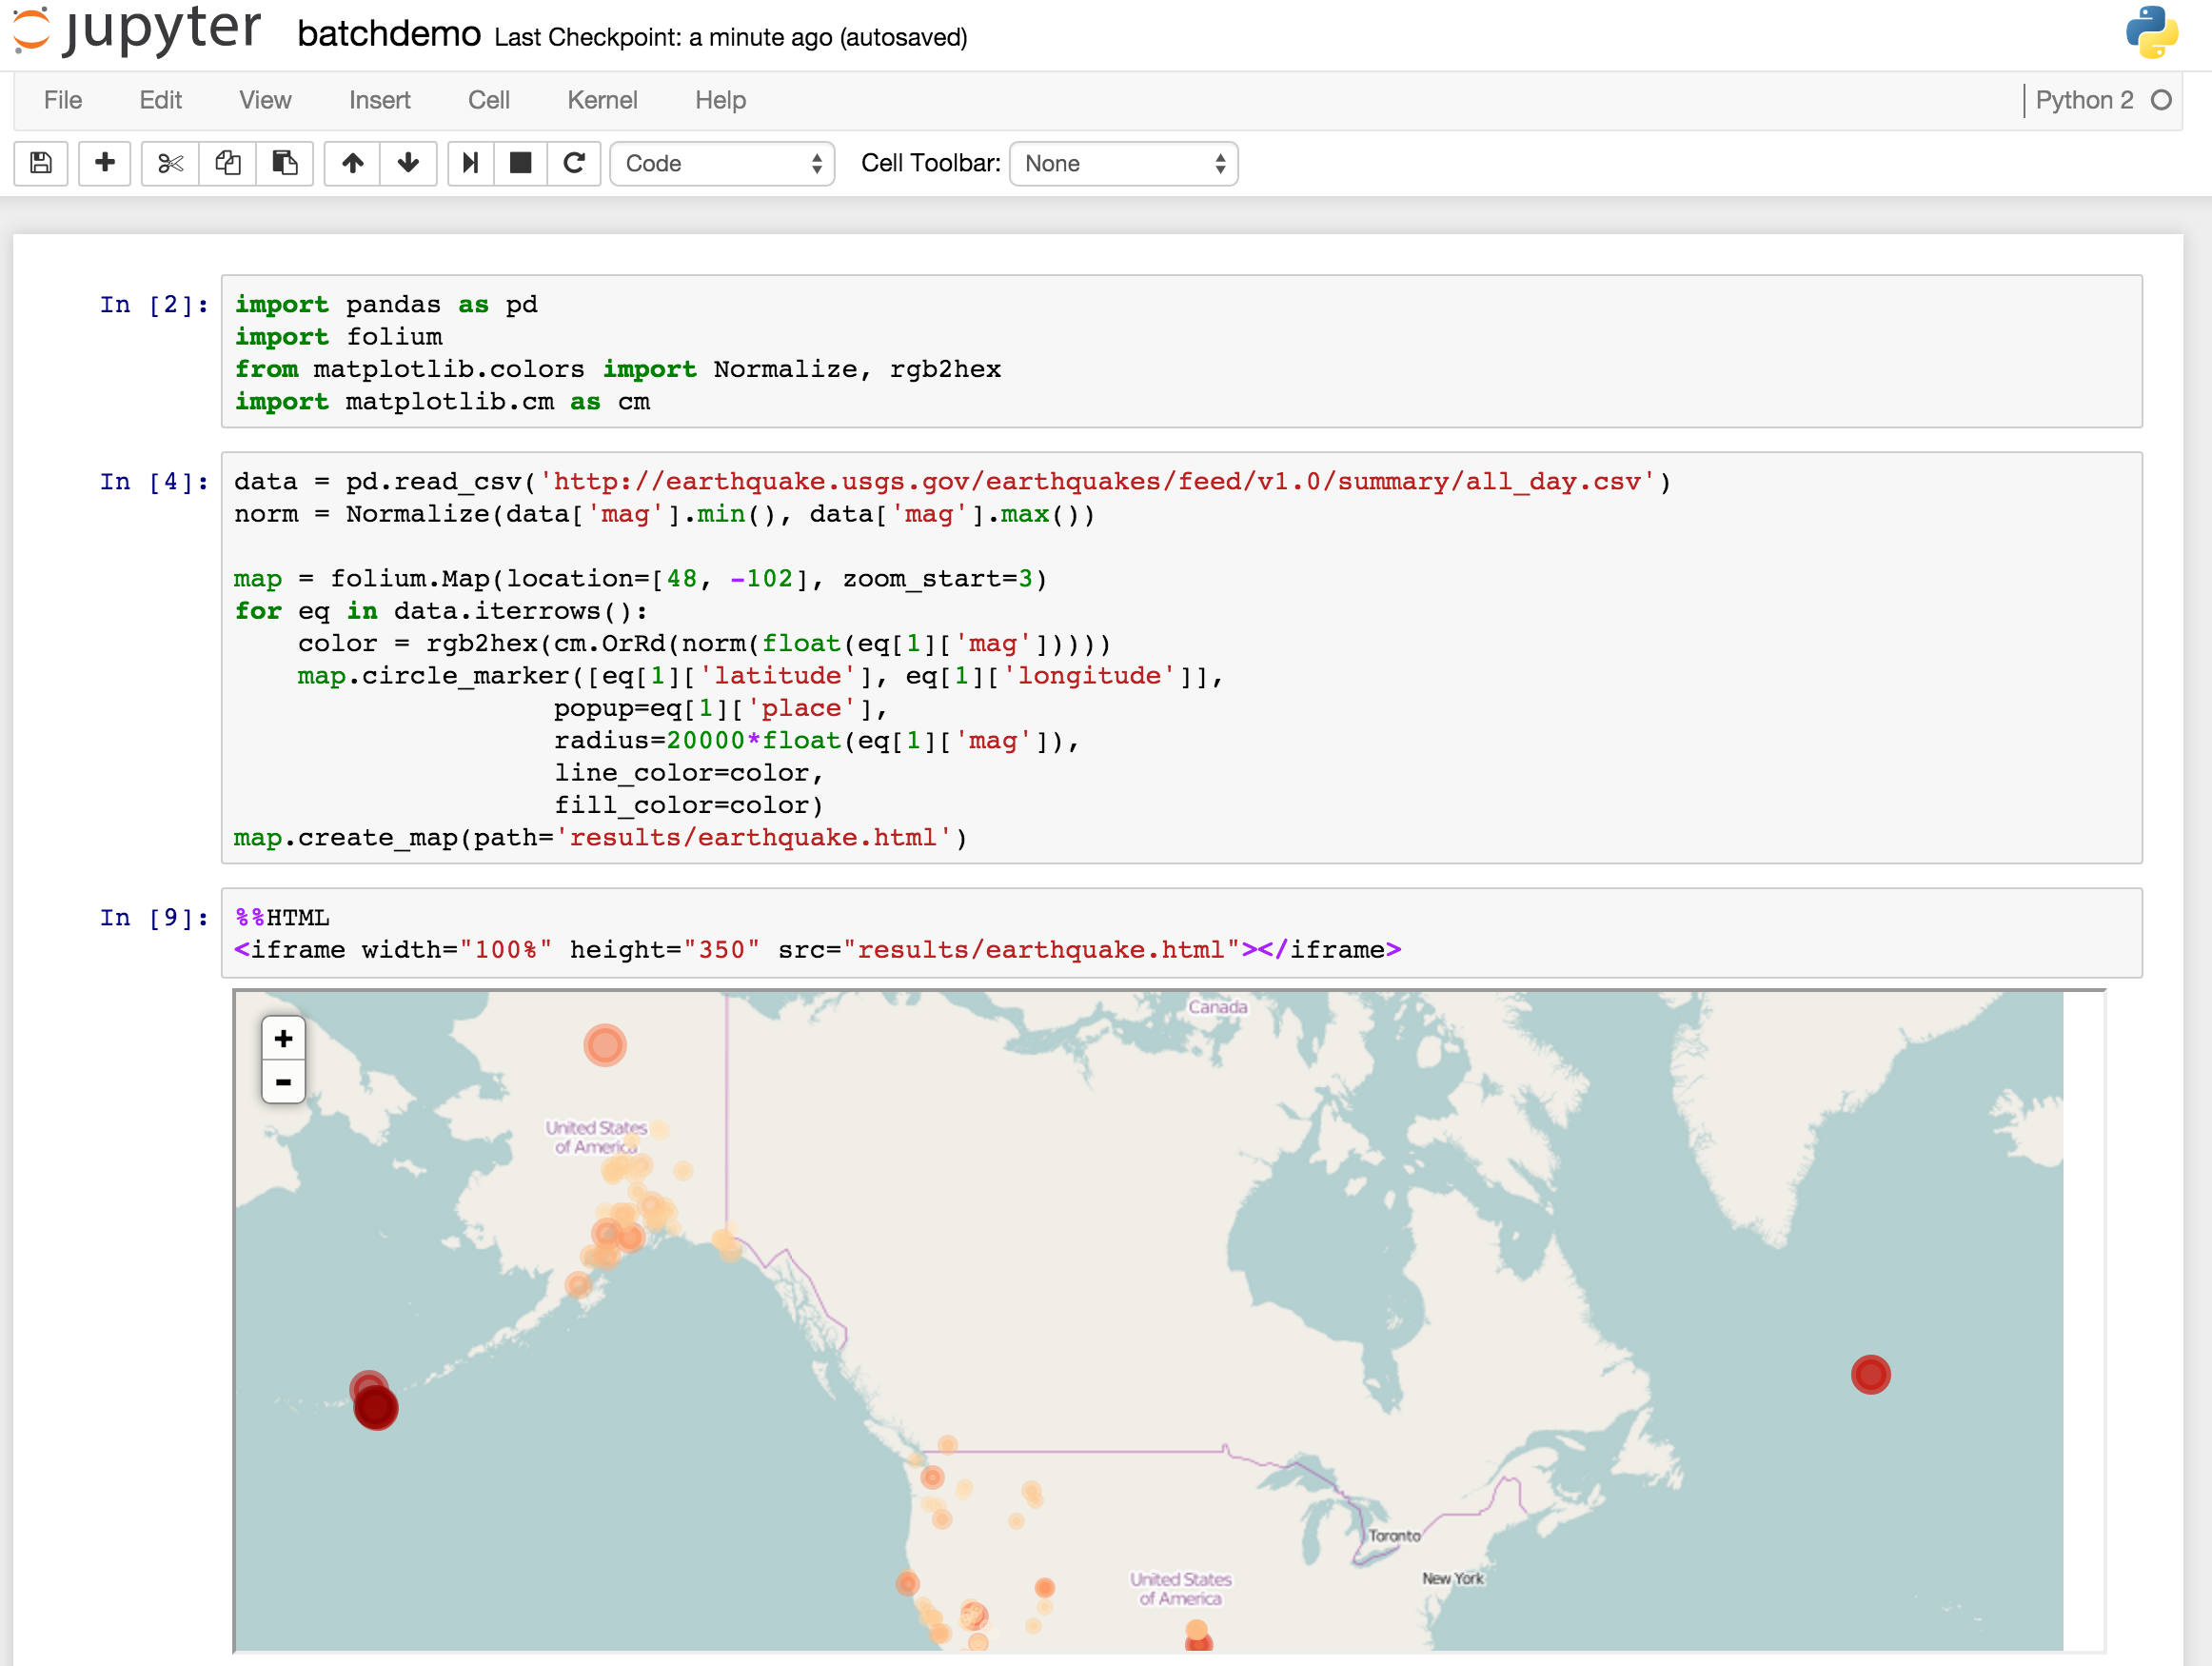 jupyter batchdemo Last Checkpoint: a minute ago (autosaved)
File Edit View Insert Cell Kernel Help Python 2
Code Cell Toolbar: None
In [2]: import pandas as pd
import folium
from matplotlib.colors import Normalize, rgb2hex
import matplotlib.cm as cm
In [4]: data = pd.read_csv('http://earthquake.usgs.gov/earthquakes/feed/v1.0/summary/all_day.csv')
norm = Normalize(data['mag'].min(), data['mag'].max())
map = folium.Map(location=[48, -102], zoom_start=3)
for eq in data.iterrows():
    color = rgb2hex(cm.OrRd(norm(float(eq[1]['mag']))))
    map.circle_marker([eq[1]['latitude'], eq[1]['longitude']],
                    popup=eq[1]['place'],
                    radius=20000*float(eq[1]['mag']),
                    line_color=color,
                    fill_color=color)
map.create_map(path='results/earthquake.html')
In [9]: %%HTML
<iframe width="100%" height="350" src="results/earthquake.html"></iframe>
Canada
+
-
United States
of America
Toronto
New York
United States
of America